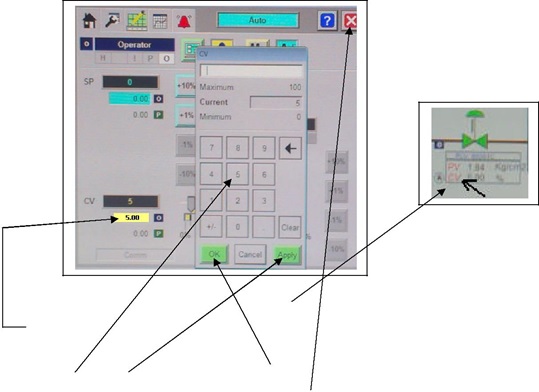 Auto
?
O Operator
I P O
SP 0
0.00 O
0.00 P
+10%
+1%
-1%
-10%
CV
Maximum 100
Current 5
Minimum 0
7 8 9
4 5 6
2 3
+/- 0 . Clear
OK Cancel Apply
CV 5
5.00 O
0.00 P
0%
+10%
+1%
-1%
-10%
O
PV 1.84 Kg/cm2
A CV %